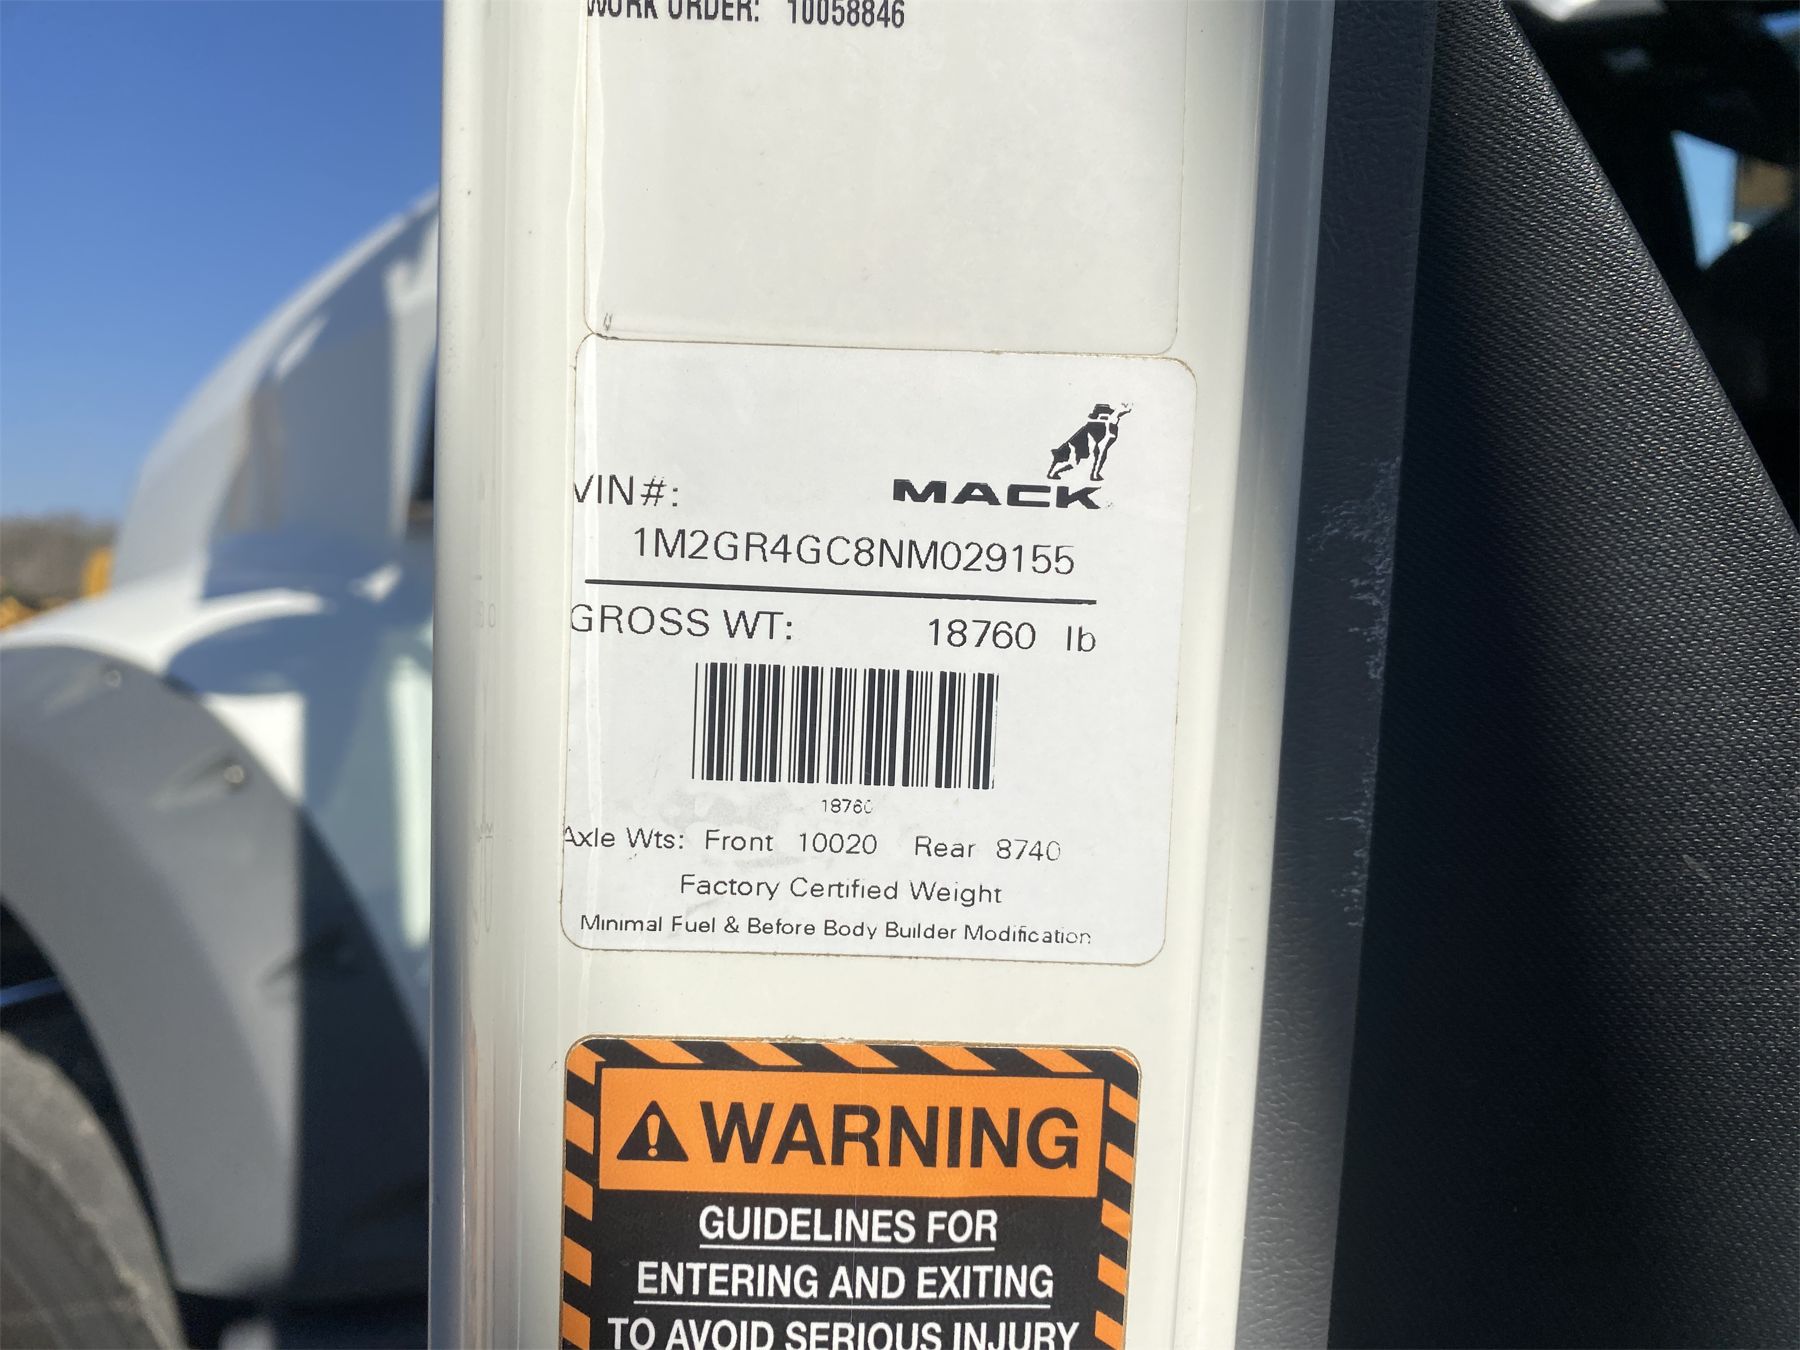 WORK ORDER: 10058846
MACK
VIN#:
1M2GR4GC8NM029155
GROSS WT: 18760 lb
18760
Axle Wts: Front 10020 Rear 8740
Factory Certified Weight
Minimal Fuel & Before Body Builder Modification
WARNING
GUIDELINES FOR
ENTERING AND EXITING
TO AVOID SERIOUS INJURY